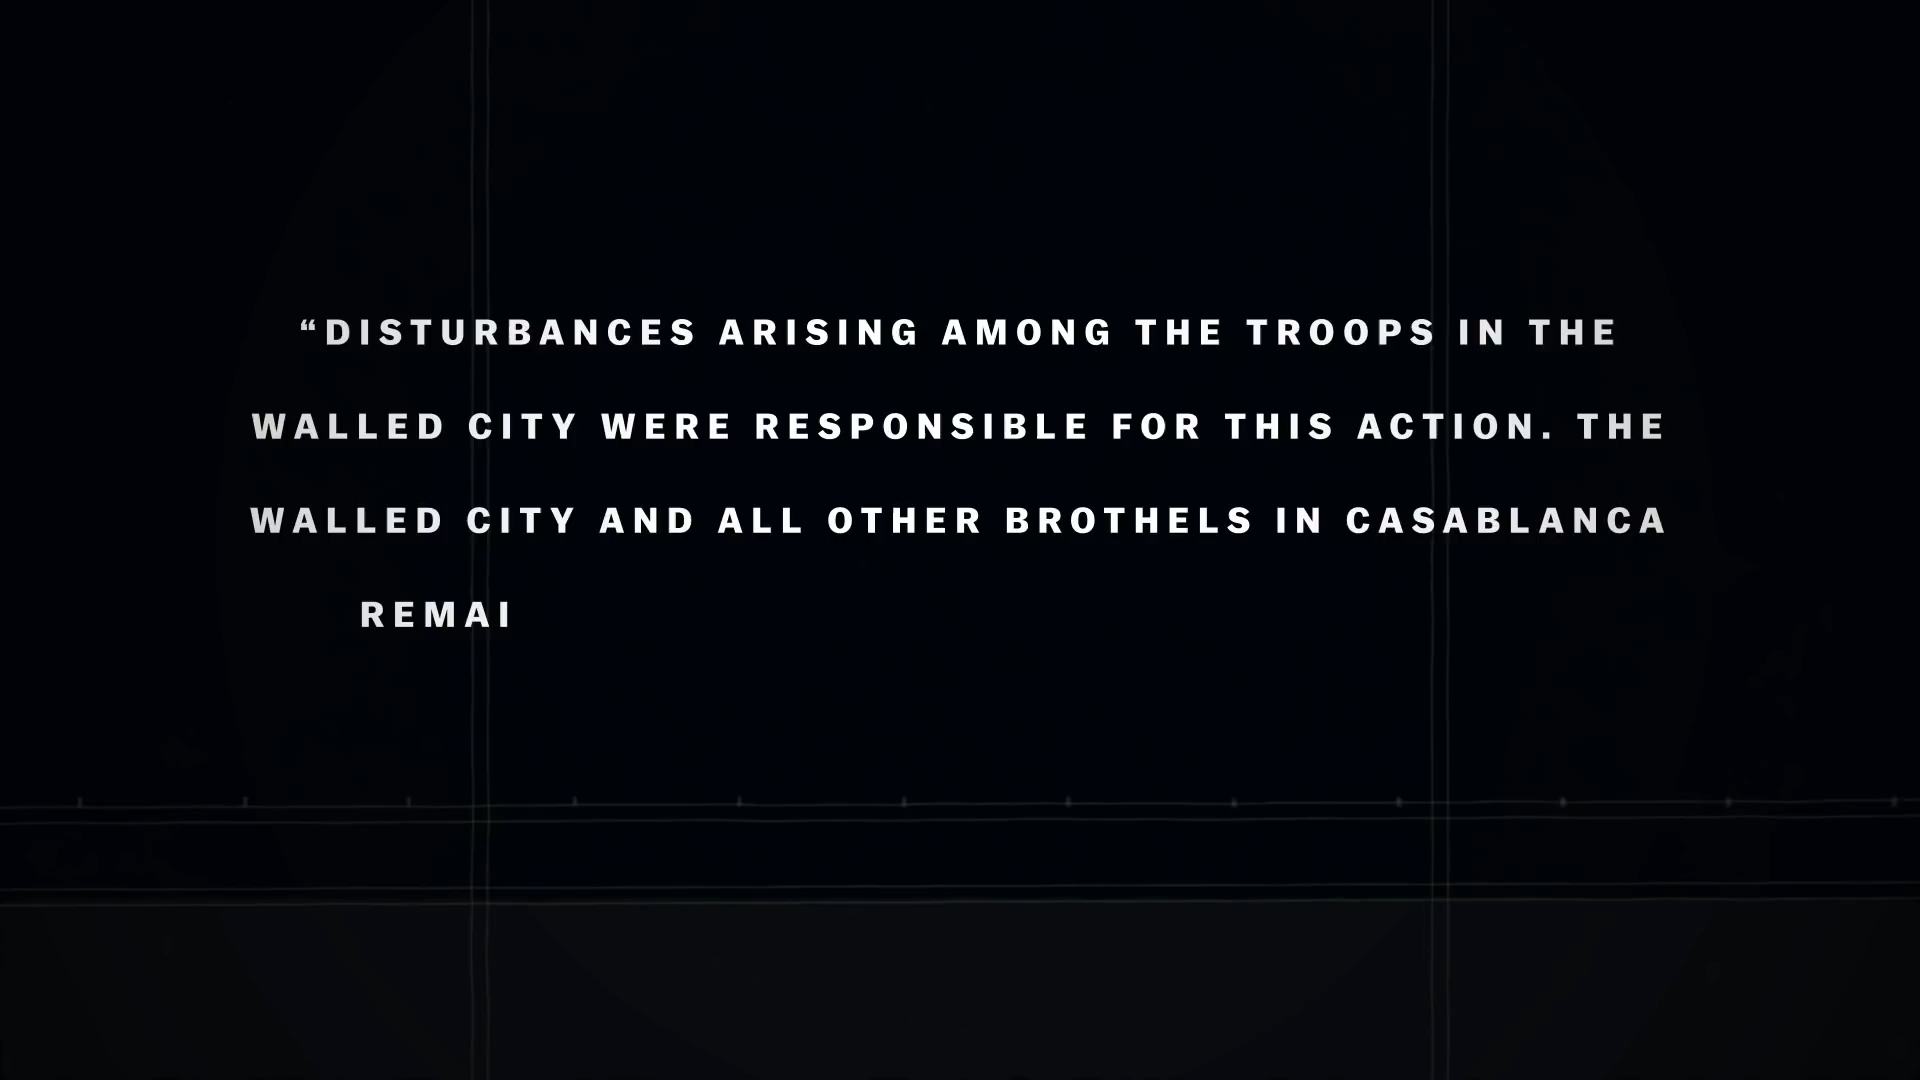 “DISTURBANCES ARISING AMONG THE TROOPS IN THE
WALLED CITY WERE RESPONSIBLE FOR THIS ACTION. THE
WALLED CITY AND ALL OTHER BROTHELS IN CASABLANCA
REMAI